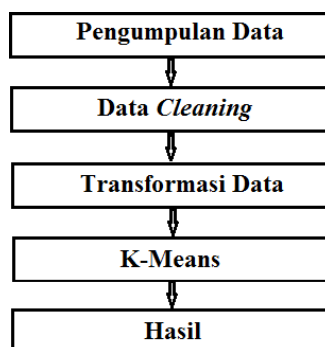 Pengumpulan Data
Data Cleaning
Transformasi Data
K-Means
Hasil